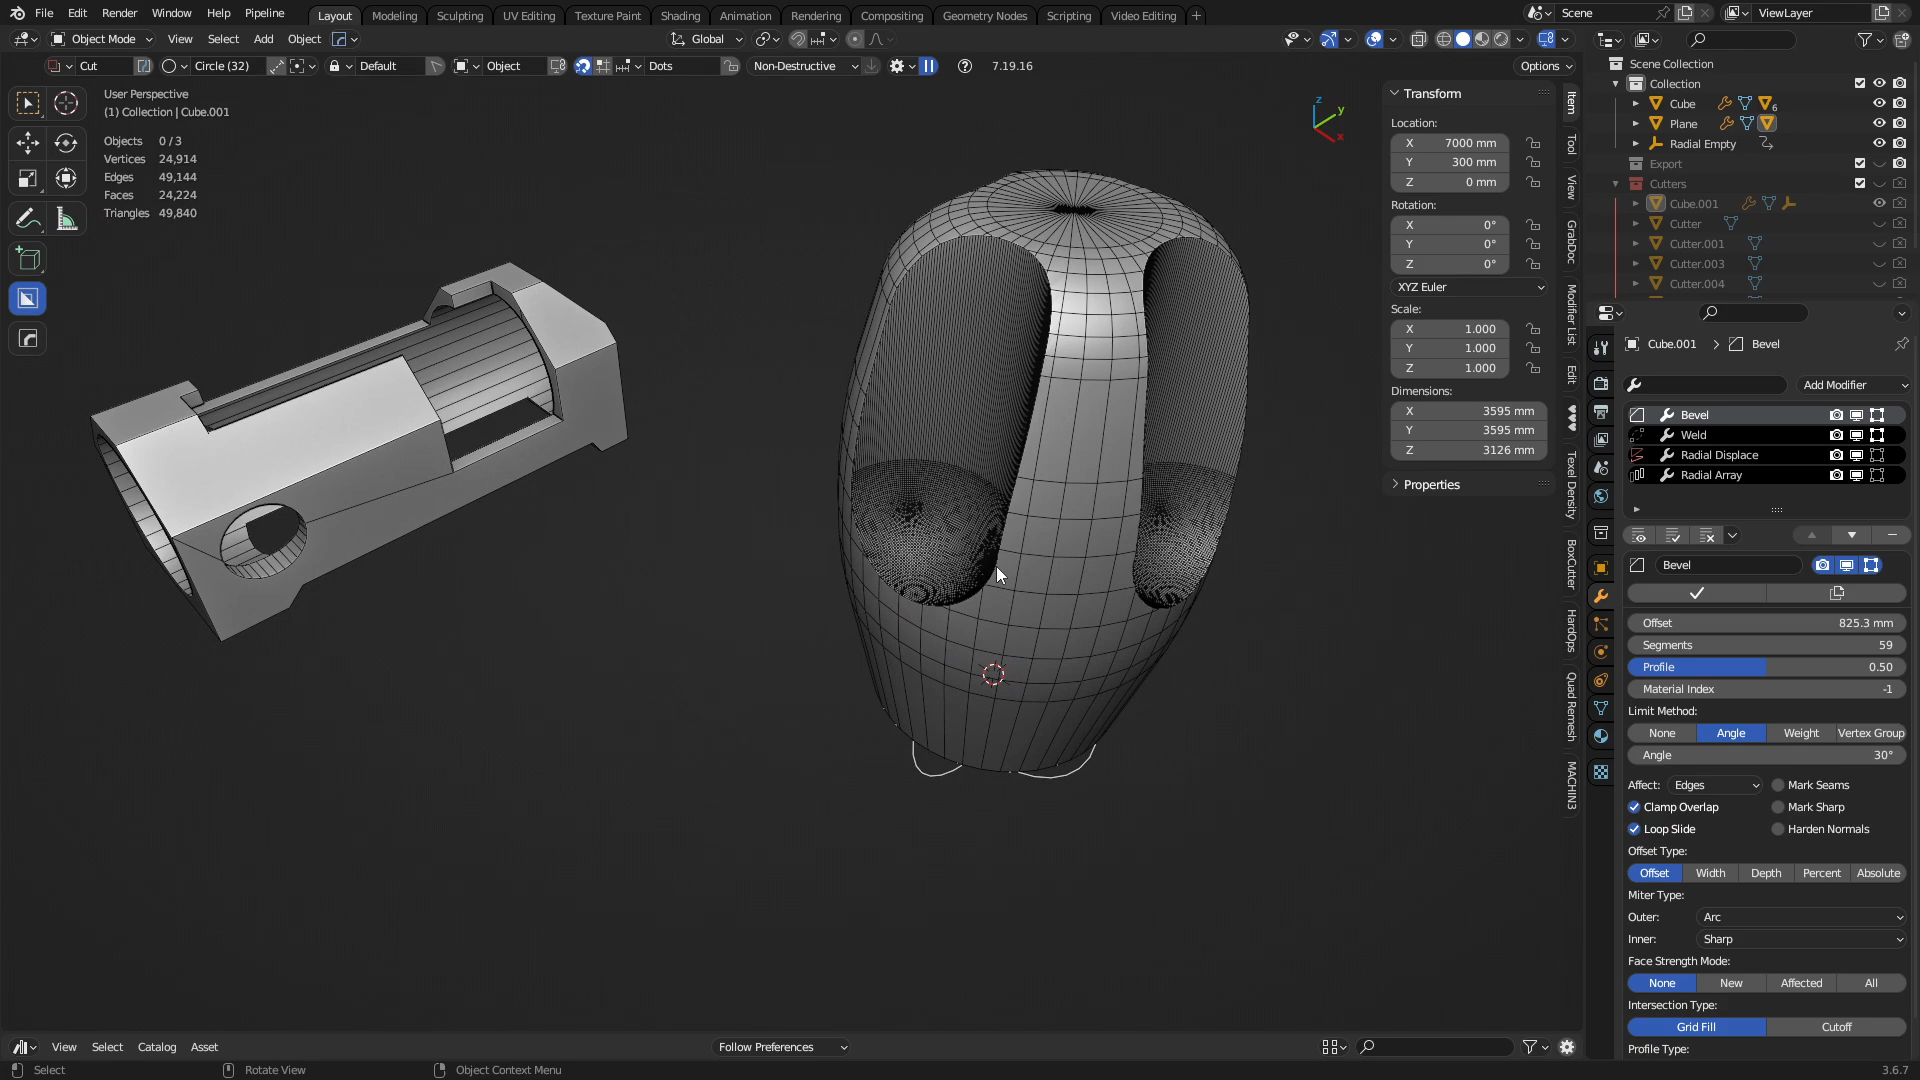 File Edit Render Window Help Pipeline Layout Modeling Sculpting UV Editing Texture Paint Shading Animation Rendering Compositing Geometry Nodes Scripting Video Editing + Scene ViewLayer
Object Mode View Select Add Object Global
Cut Circle (32) Default Object Dots Non-Destructive 7.19.16 Options
User Perspective
(1) Collection | Cube.001
Objects 0 / 3
Vertices 24,914
Edges 49,144
Faces 24,224
Triangles 49,840
z
y
x
Transform
Location:
X 7000 mm
Y 300 mm
Z 0 mm
Rotation:
X 0°
Y 0°
Z 0°
XYZ Euler
Scale:
X 1.000
Y 1.000
Z 1.000
Dimensions:
X 3595 mm
Y 3595 mm
Z 3126 mm
Properties
Item
Tool
View
GrabDoc
Modifier List
Edit
♥♥♥
Texel Density
BoxCutter
HardOps
Quad Remesh
MACHIN3
Scene Collection
Collection
Cube 6
Plane
Radial Empty
Export
Cutters
Cube.001
Cutter
Cutter.001
Cutter.003
Cutter.004
Cube.001 > Bevel
Add Modifier
Bevel
Weld
Radial Displace
Radial Array
Bevel
Offset 825.3 mm
Segments 59
Profile 0.50
Material Index -1
Limit Method:
None Angle Weight Vertex Group
Angle 30°
Affect: Edges Mark Seams
Clamp Overlap Mark Sharp
Loop Slide Harden Normals
Offset Type:
Offset Width Depth Percent Absolute
Miter Type:
Outer: Arc
Inner: Sharp
Face Strength Mode:
None New Affected All
Intersection Type:
Grid Fill Cutoff
Profile Type:
View Select Catalog Asset Follow Preferences
Select Rotate View Object Context Menu 3.6.7